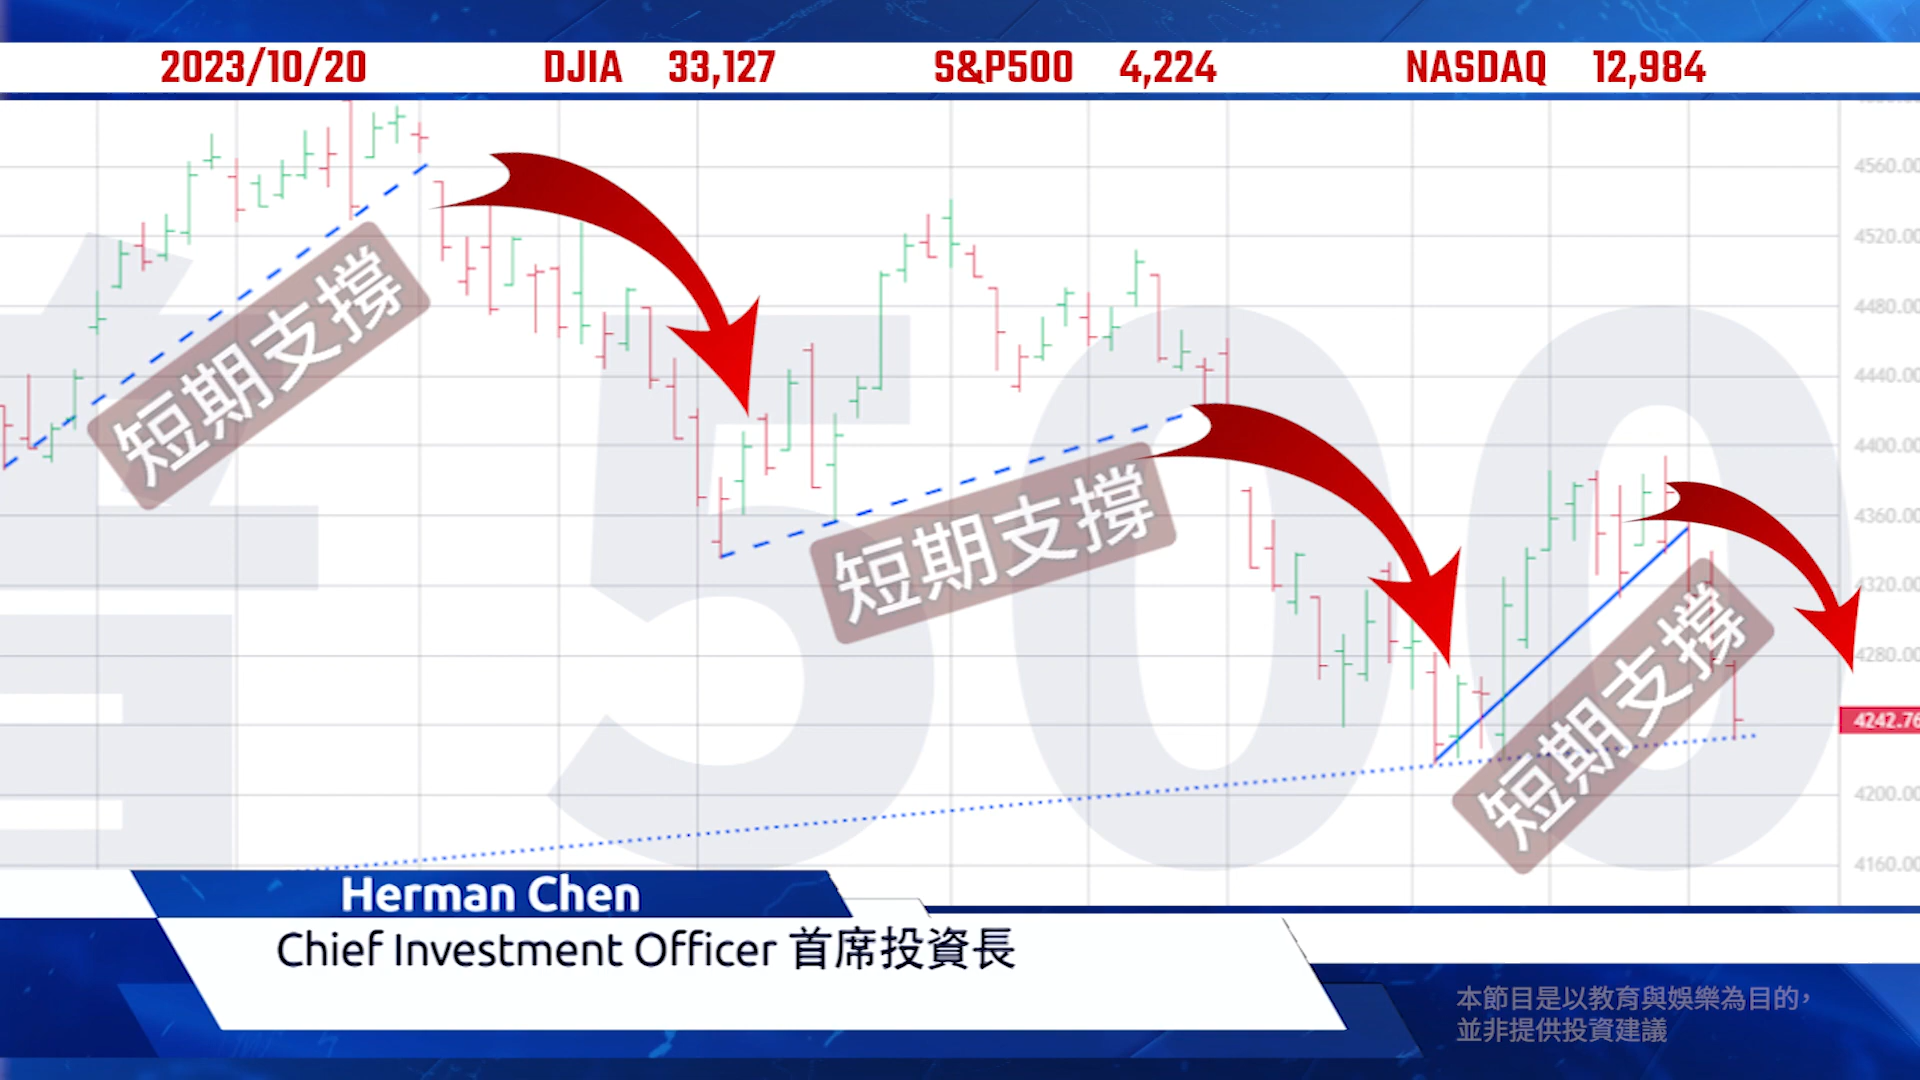 2023/10/20 DJIA 33,127 S&P500 4,224 NASDAQ 12,984
4560.00
4520.00
4480.00
4440.00
4400.00
4360.00
4320.00
4280.00
4242.76
4200.00
4160.00
短期支撐
短期支撐
短期支撐
500
Herman Chen
Chief Investment Officer 首席投資長
本節目是以教育與娛樂為目的，
並非提供投資建議